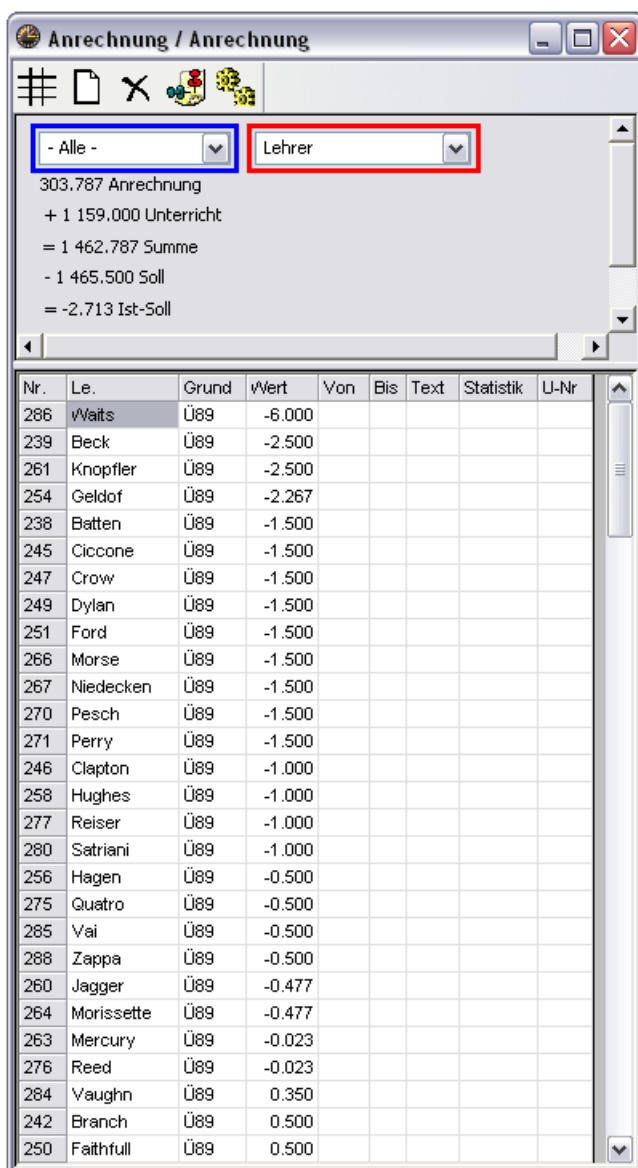 Anrechnung / Anrechnung
- Alle - Lehrer
303.787 Anrechnung
+ 1 159.000 Unterricht
= 1 462.787 Summe
- 1 465.500 Soll
= -2.713 Ist-Soll
Nr. Le. Grund Wert Von Bis Text Statistik U-Nr
286 Waits Ü89 -6.000
239 Beck Ü89 -2.500
261 Knopfler Ü89 -2.500
254 Geldof Ü89 -2.267
238 Batten Ü89 -1.500
245 Ciccone Ü89 -1.500
247 Crow Ü89 -1.500
249 Dylan Ü89 -1.500
251 Ford Ü89 -1.500
266 Morse Ü89 -1.500
267 Niedecken Ü89 -1.500
270 Pesch Ü89 -1.500
271 Perry Ü89 -1.500
246 Clapton Ü89 -1.000
258 Hughes Ü89 -1.000
277 Reiser Ü89 -1.000
280 Satriani Ü89 -1.000
256 Hagen Ü89 -0.500
275 Quatro Ü89 -0.500
285 Vai Ü89 -0.500
288 Zappa Ü89 -0.500
260 Jagger Ü89 -0.477
264 Morissette Ü89 -0.477
263 Mercury Ü89 -0.023
276 Reed Ü89 -0.023
284 Vaughn Ü89 0.350
242 Branch Ü89 0.500
250 Faithfull Ü89 0.500